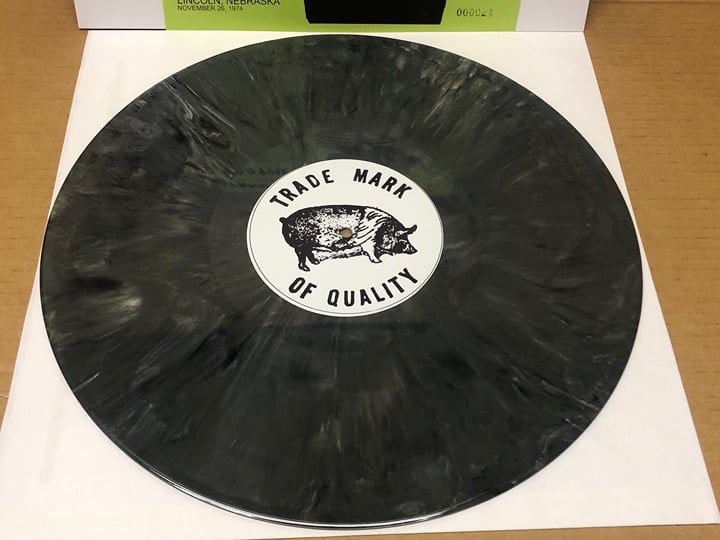 LINCOLN, NEBRASKA
NOVEMBER 26, 1974
000024
TRADE MARK
OF QUALITY